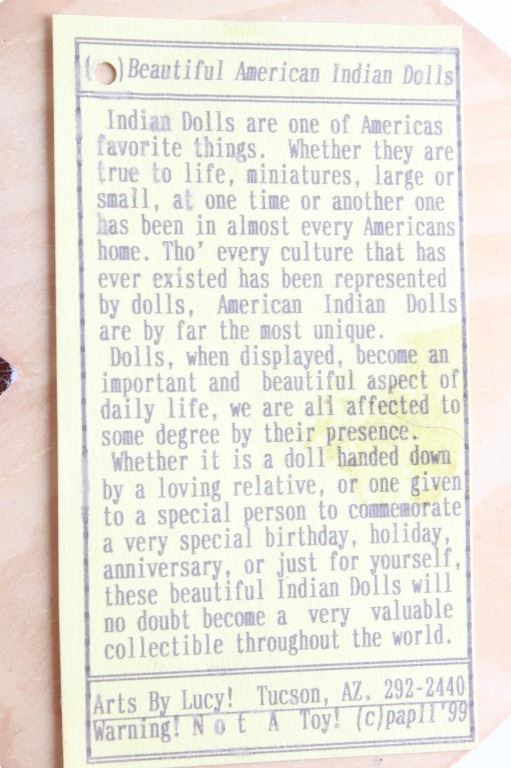 ( ) Beautiful American Indian Dolls
Indian Dolls are one of Americas
favorite things. Whether they are
true to life, miniatures, large or
small, at one time or another one
has been in almost every Americans
home. Tho' every culture that has
ever existed has been represented
by dolls, American Indian Dolls
are by far the most unique.
Dolls, when displayed, become an
important and beautiful aspect of
daily life, we are all affected to
some degree by their presence.
Whether it is a doll handed down
by a loving relative, or one given
to a special person to commemorate
a very special birthday, holiday,
anniversary, or just for yourself,
these beautiful Indian Dolls will
no doubt become a very valuable
collectible throughout the world.
Arts By Lucy! Tucson, AZ. 292-2440
Warning! N o t A Toy! (c)papll'99